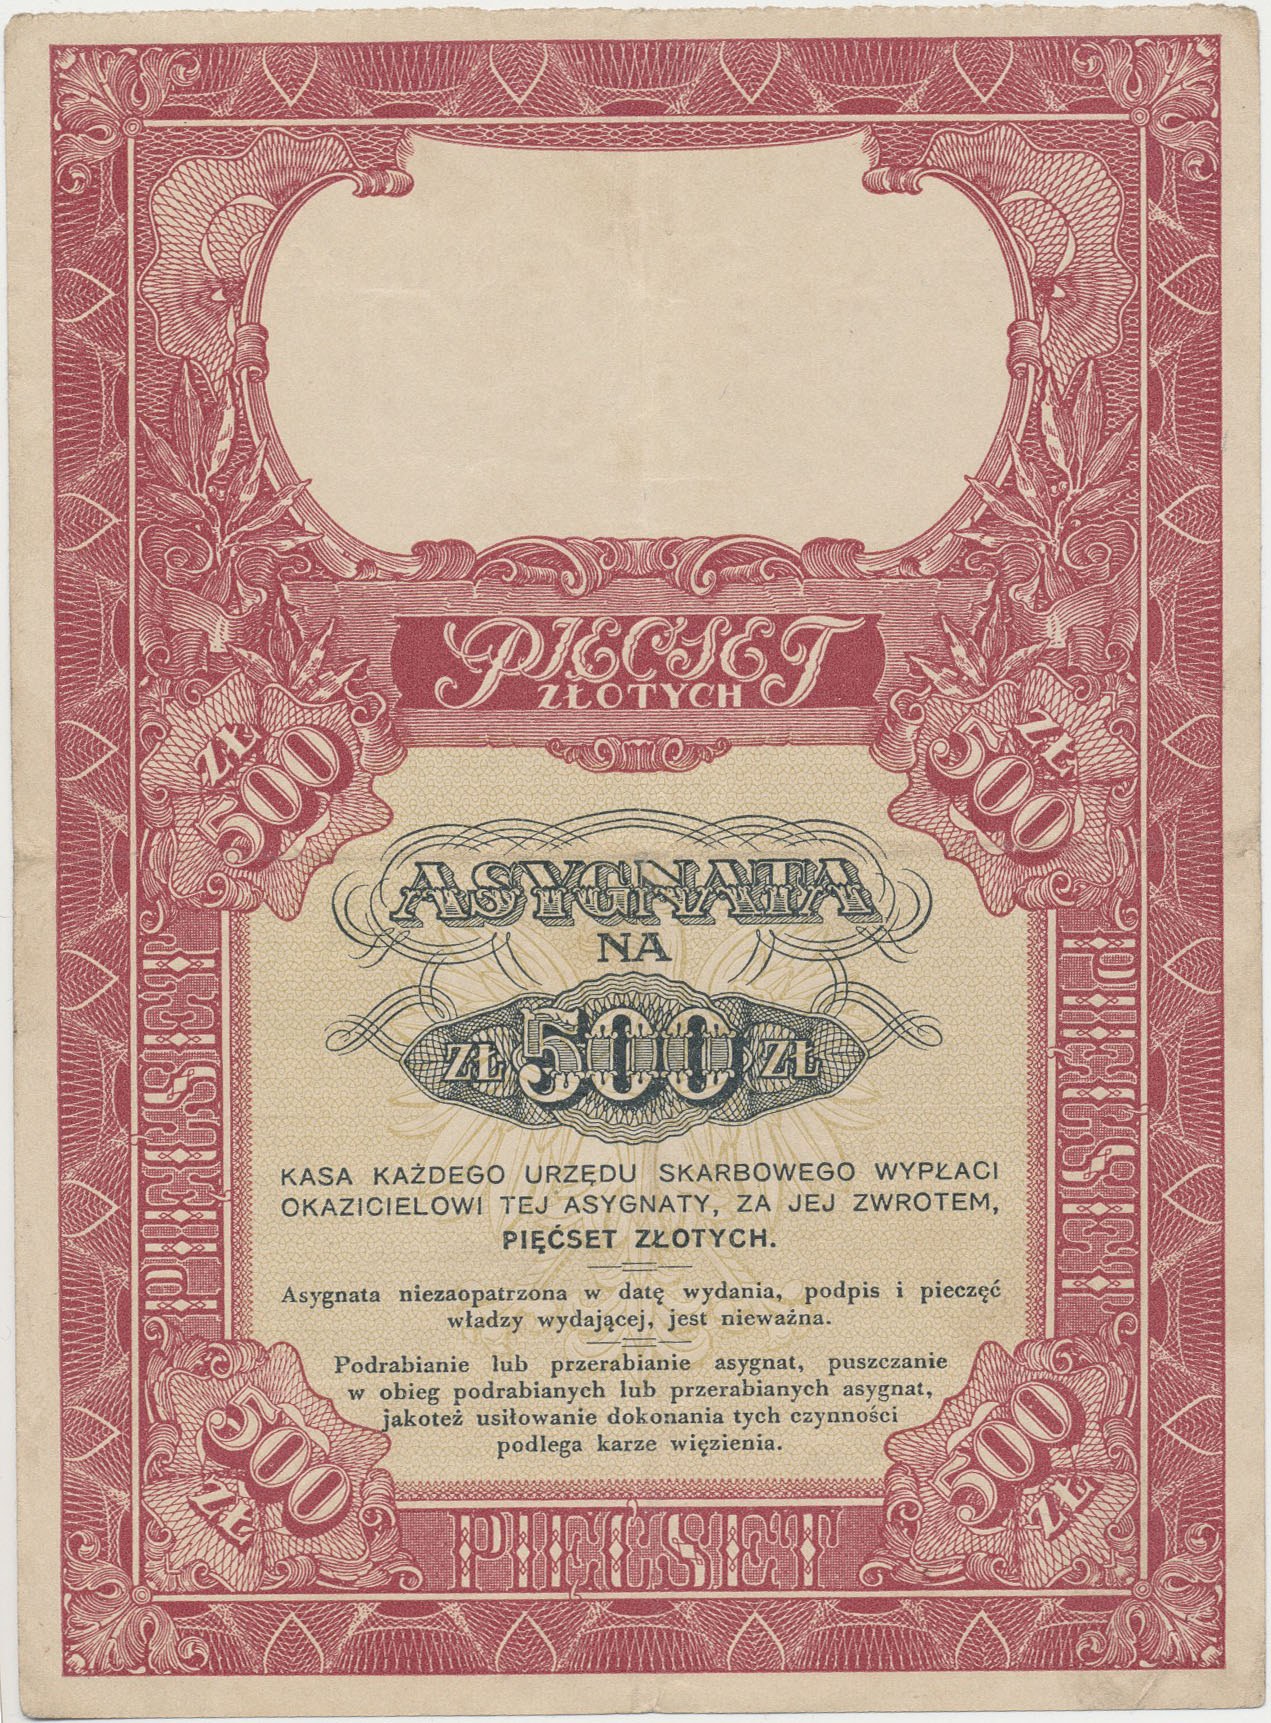 PIĘĆSET
ZŁOTYCH
ZŁ 500
ZŁ 500
ASYGNATA
NA
ZŁ 500 ZŁ
KASA KAŻDEGO URZĘDU SKARBOWEGO WYPŁACI
OKAZICIELOWI TEJ ASYGNATY, ZA JEJ ZWROTEM,
PIĘĆSET ZŁOTYCH.
Asygnata niezaopatrzona w datę wydania, podpis i pieczęć
władzy wydającej, jest nieważna.
Podrabianie lub przerabianie asygnat, puszczanie
w obieg podrabianych lub przerabianych asygnat,
jakoteż usiłowanie dokonania tych czynności
podlega karze więzienia.
PIĘĆSET
PIĘĆSET
500 ZŁ
500 ZŁ
PIĘĆSET